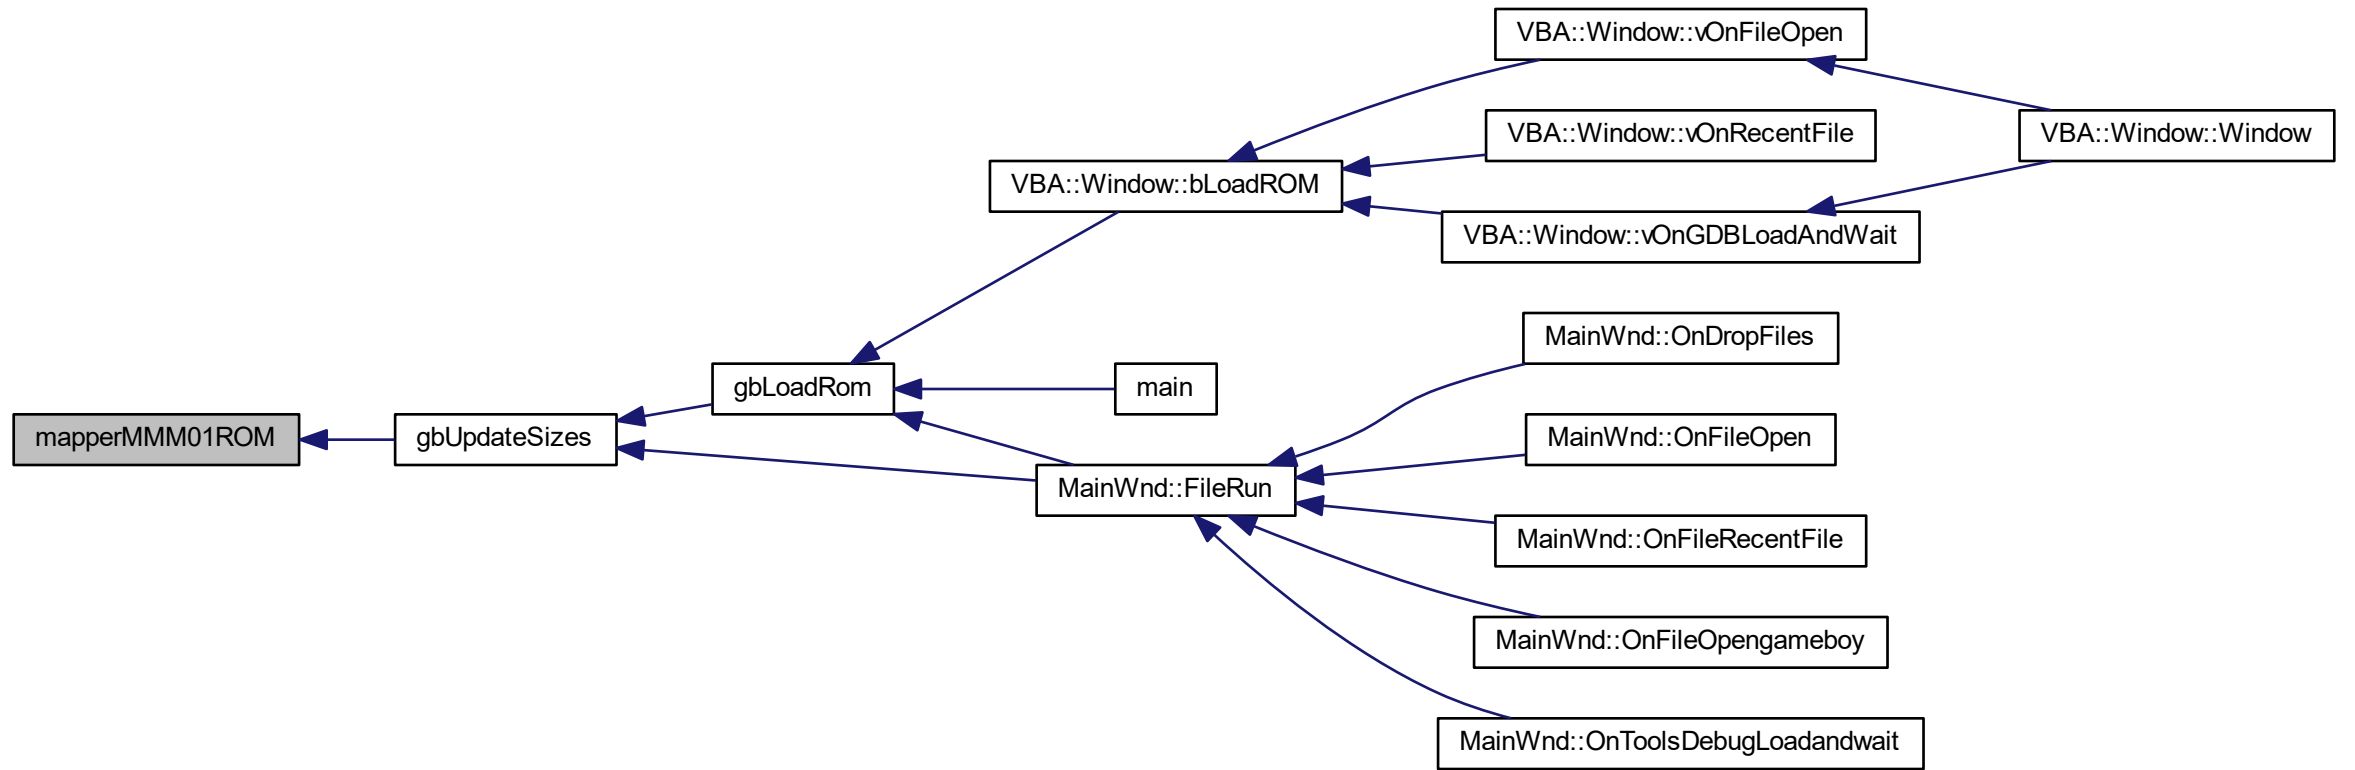 VBA::Window::vOnFileOpen
VBA::Window::vOnRecentFile
VBA::Window::Window
VBA::Window::bLoadROM
VBA::Window::vOnGDBLoadAndWait
MainWnd::OnDropFiles
gbLoadRom
main
mapperMMM01ROM
gbUpdateSizes
MainWnd::OnFileOpen
MainWnd::FileRun
MainWnd::OnFileRecentFile
MainWnd::OnFileOpengameboy
MainWnd::OnToolsDebugLoadandwait